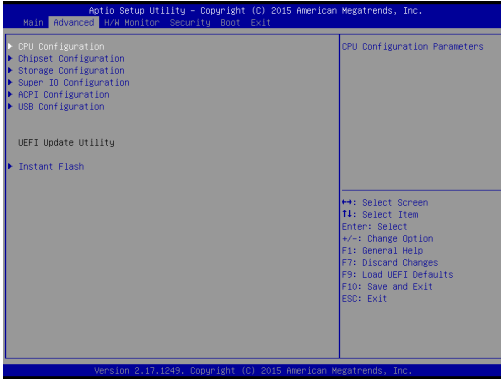 Aptio Setup Utility – Copyright (C) 2015 American Megatrends, Inc.
Main Advanced H/W Monitor Security Boot Exit
CPU Configuration
Chipset Configuration
Storage Configuration
Super IO Configuration
ACPI Configuration
USB Configuration
UEFI Update Utility
Instant Flash
CPU Configuration Parameters
↔: Select Screen
↑↓: Select Item
Enter: Select
+/-: Change Option
F1: General Help
F7: Discard Changes
F9: Load UEFI Defaults
F10: Save and Exit
ESC: Exit
Version 2.17.1249. Copyright (C) 2015 American Megatrends, Inc.